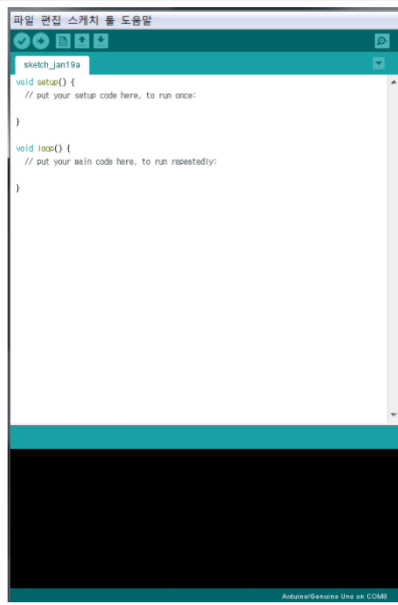 파일 편집 스케치 툴 도움말
sketch_jan19a
void setup() {
// put your setup code here, to run once:
}
void loop() {
// put your main code here, to run repeatedly:
}
Arduino/Genuino Uno on COM8